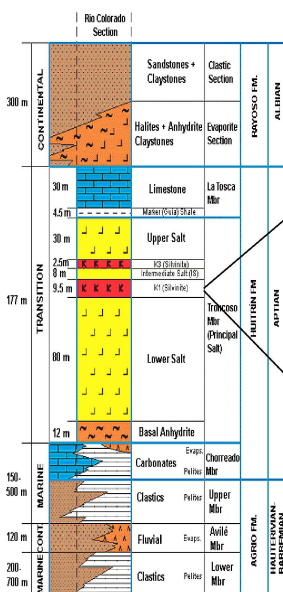 Rio Colorado
Section
300 m
CONTINENTAL
Sandstones +
Claystones
Clastic
Section
Halites + Anhydrite
Claystones
Evaporite
Section
RAYOSO FM.
ALBIAN
177 m
TRANSITION
30 m
Limestone
La Tosca
Mbr
4.5 m
Marker (Guia) Shale
30 m
Upper Salt
2.5m
K K K K
K3 (Silvinite)
8 m
Intermediate Salt (IS)
9.5 m
K K K K
K1 (Silvinite)
Troncoso
Mbr
(Principal
Salt)
80 m
Lower Salt
12 m
Basal Anhydrite
HUITRIN FM
APTIAN
MARINE
Evaps.
Carbonates
Pelites
Chorreado
Mbr
150-
500 m
Clastics
Pelites
Upper
Mbr
CONT.
120 m
Fluvial
Evaps.
Avilé
Mbr
MARINE
200-
700 m
Clastics
Pelites
Lower
Mbr
AGRIO FM.
HAUTERIVIAN-
BARREMIAN